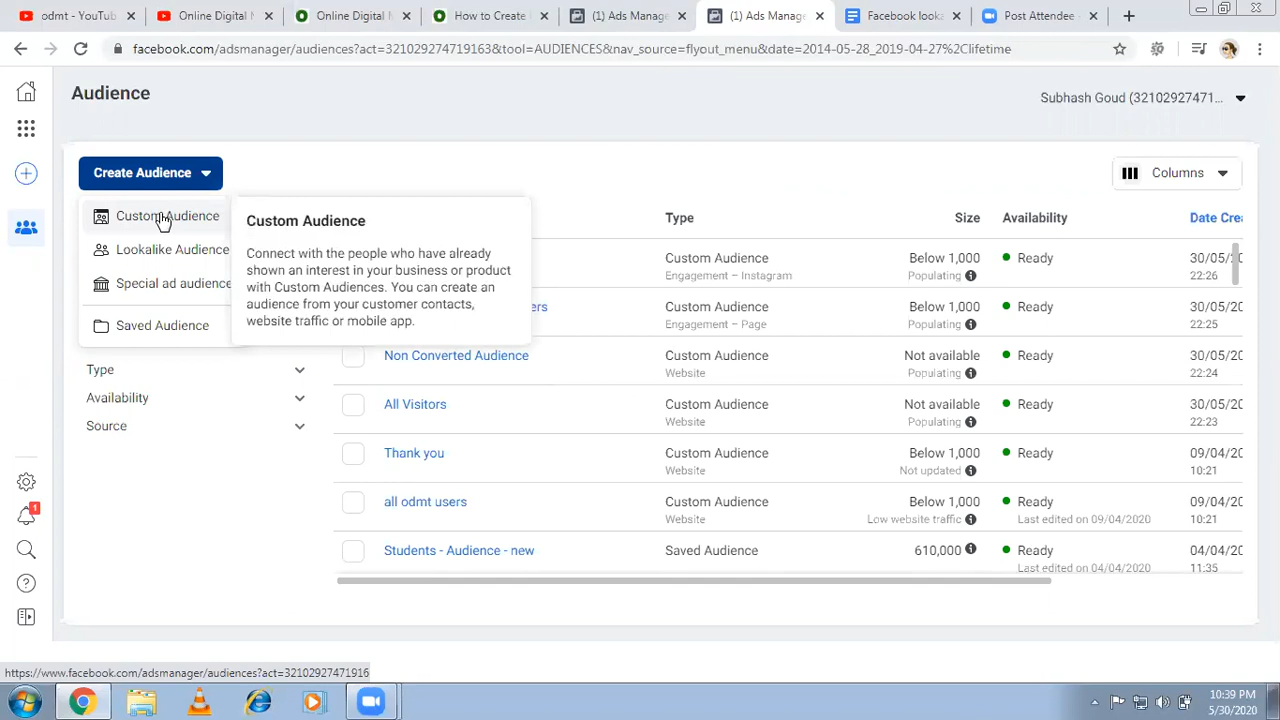 odmt - YouTu
Online Digital M
Online Digital M
How to Create
(1) Ads Manage
(1) Ads Manage
Facebook looka
Post Attendee -
facebook.com/adsmanager/audiences?act=321029274719163&tool=AUDIENCES&nav_source=flyout_menu&date=2014-05-28_2019-04-27%2Clifetime
Audience
Subhash Goud (32102927471...
Create Audience
Columns
Custom Audience
Lookalike Audience
Special ad audience
Saved Audience
Custom Audience
Connect with the people who have already
shown an interest in your business or product
with Custom Audiences. You can create an
audience from your customer contacts,
website traffic or mobile app.
Type
Availability
Source
Type
Size
Availability
Date Crea
Custom Audience
Engagement – Instagram
Below 1,000
Populating
Ready
30/05/2
22:26
ers
Custom Audience
Engagement – Page
Below 1,000
Populating
Ready
30/05/20
22:25
Non Converted Audience
Custom Audience
Website
Not available
Populating
Ready
30/05/20
22:24
All Visitors
Custom Audience
Website
Not available
Populating
Ready
30/05/20
22:23
Thank you
Custom Audience
Website
Below 1,000
Not updated
Ready
09/04/20
10:21
all odmt users
Custom Audience
Website
Below 1,000
Low website traffic
Ready
Last edited on 09/04/2020
09/04/20
10:21
Students - Audience - new
Saved Audience
610,000
Ready
Last edited on 04/04/2020
04/04/20
11:35
1
https://www.facebook.com/adsmanager/audiences?act=32102927471916
10:39 PM
5/30/2020